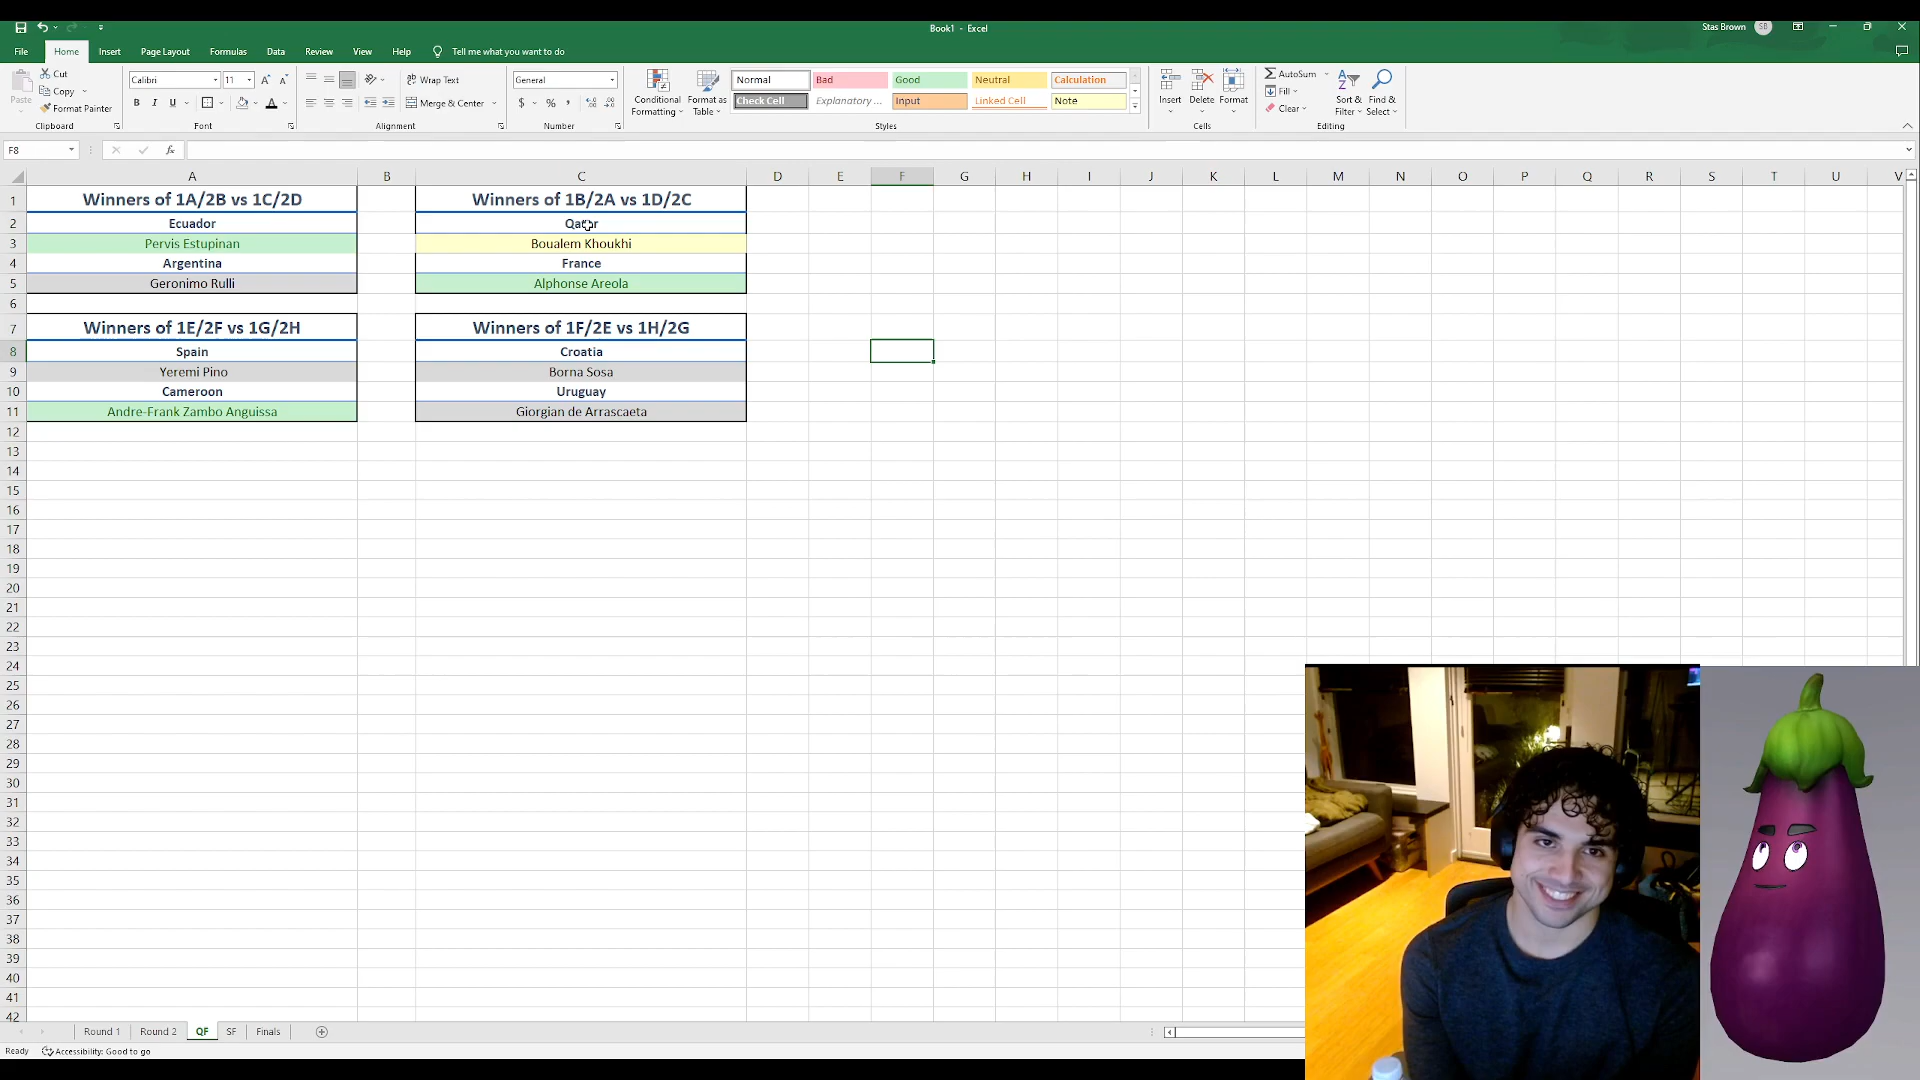 Book1 - Excel
Stas Brown SB
File Home Insert Page Layout Formulas Data Review View Help Tell me what you want to do
Paste
Cut
Copy
Format Painter
Clipboard
Calibri 11
B I U
Font
Wrap Text
Merge & Center
Alignment
General
$ % ,
Number
Conditional Formatting
Format as Table
Normal Bad Good Neutral Calculation
Check Cell Explanatory ... Input Linked Cell Note
Styles
Insert Delete Format
Cells
AutoSum
Fill
Clear
Sort & Filter
Find & Select
Editing
F8 fx
A B C D E F G H I J K L M N O P Q R S T U V
1 Winners of 1A/2B vs 1C/2D Winners of 1B/2A vs 1D/2C
2 Ecuador Qatar
3 Pervis Estupinan Boualem Khoukhi
4 Argentina France
5 Geronimo Rulli Alphonse Areola
6
7 Winners of 1E/2F vs 1G/2H Winners of 1F/2E vs 1H/2G
8 Spain Croatia
9 Yeremi Pino Borna Sosa
10 Cameroon Uruguay
11 Andre-Frank Zambo Anguissa Giorgian de Arrascaeta
12
13
14
15
16
17
18
19
20
21
22
23
24
25
26
27
28
29
30
31
32
33
34
35
36
37
38
39
40
41
42
Round 1 Round 2 QF SF Finals
Ready Accessibility: Good to go